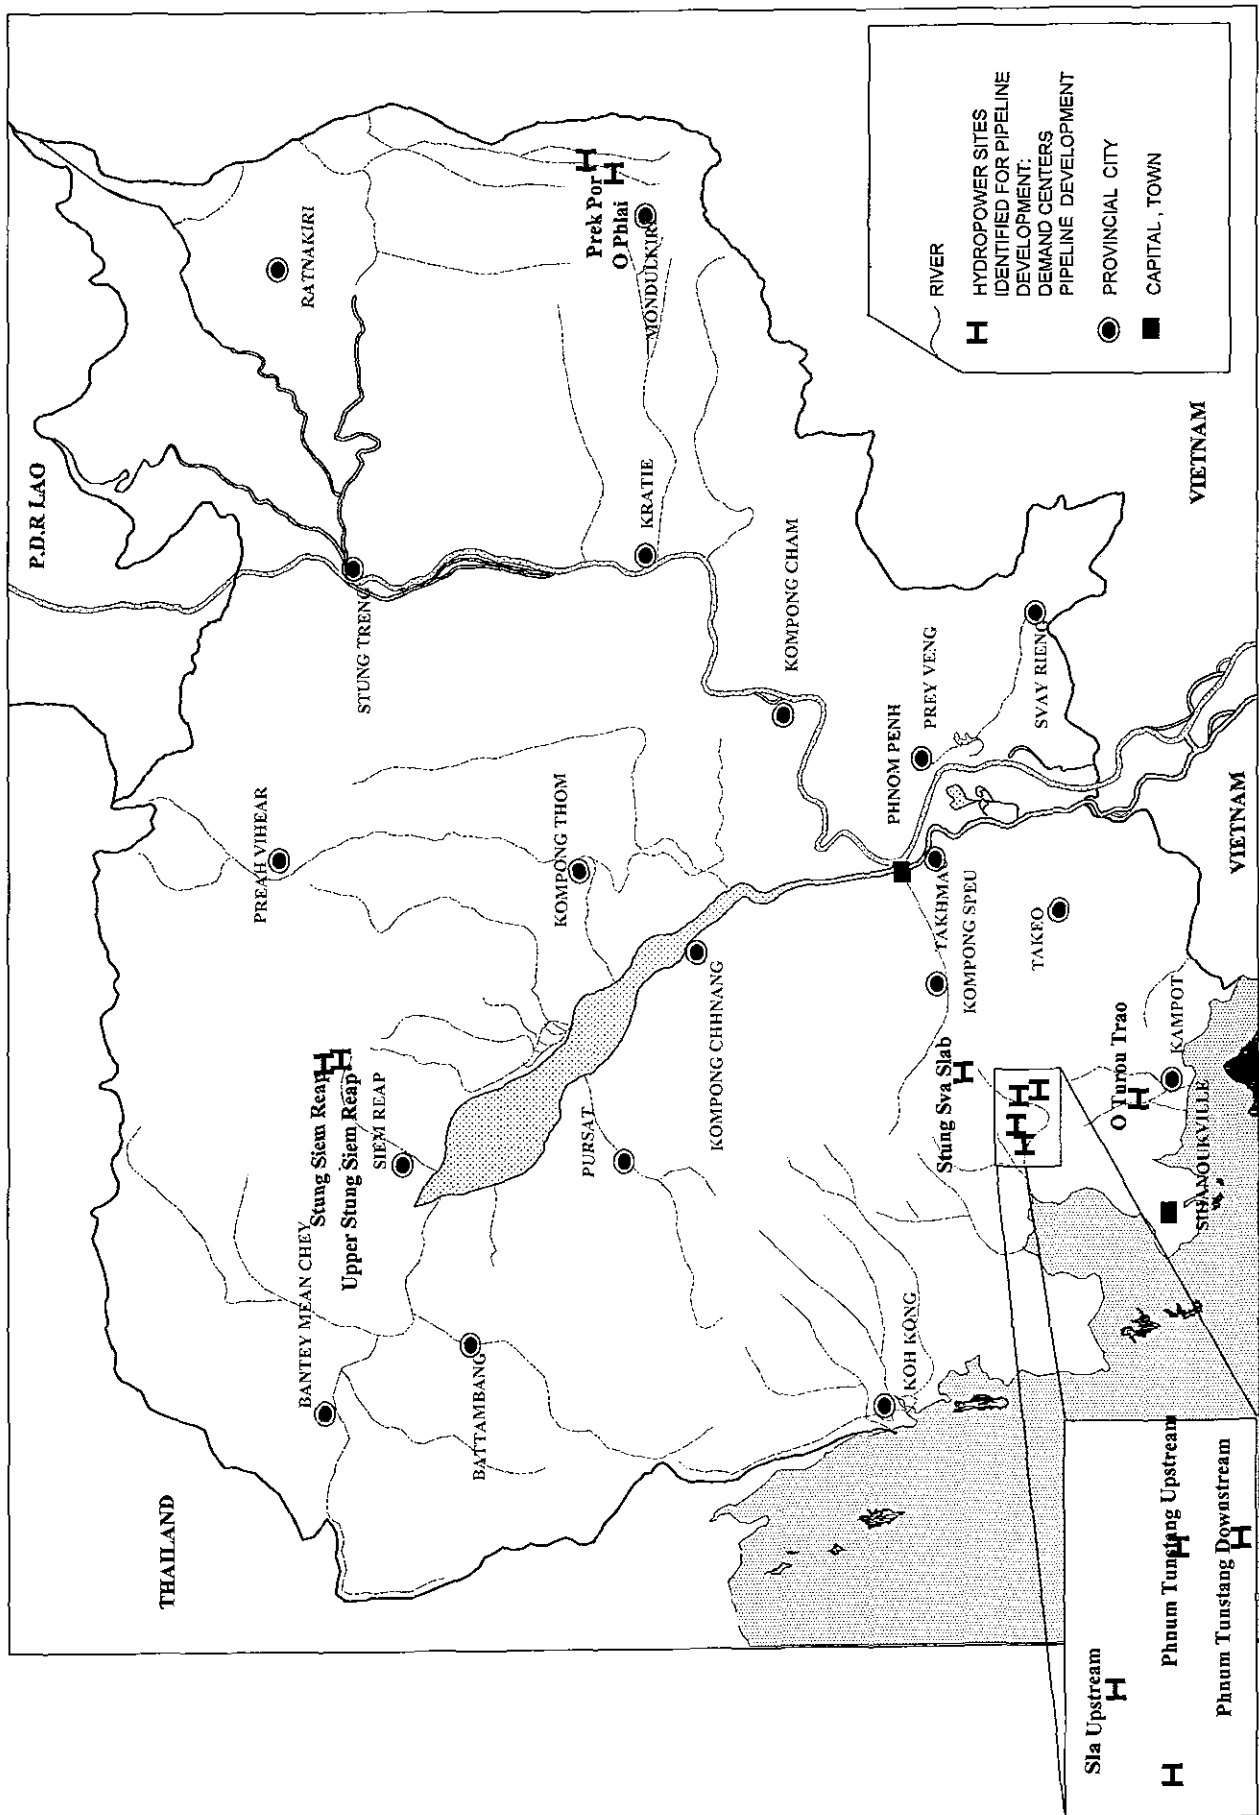 P.D.R LAO
THAILAND
RATNAKIRI
PREAH VIHEAR
STUNG TRENG
BANTEY MEAN CHEY
Stung Siem Reap
Upper Stung Siem Reap
SIEM REAP
BATTAMBANG
KOMPONG THOM
Prek Por
O Phlai
MONDULKIRI
KRATIE
PURSAT
KOMPONG CHHNANG
KOMPONG CHAM
PHNOM PENH
PREY VENG
KOH KONG
Stung Sva Slab
KOMPONG SPEU
TAKHMAO
SVAY RIENG
TAKEO
O Turou Trao
KAMPOT
SIHANOUKVILLE
VIETNAM
VIETNAM
Sla Upstream
Phnum Tunstang Upstream
Phnum Tunstang Downstream
RIVER
H HYDROPOWER SITES
IDENTIFIED FOR PIPELINE
DEVELOPMENT:
DEMAND CENTERS
PIPELINE DEVELOPMENT
PROVINCIAL CITY
CAPITAL, TOWN